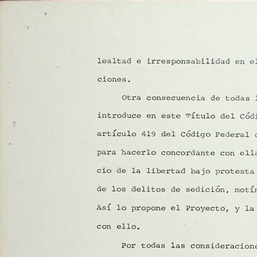 lealtad e irresponsabilidad en el
ciones.
Otra consecuencia de todas
introduce en este Título del Códi
artículo 419 del Código Federal
para hacerlo concordante con ella
cio de la libertad bajo protesta
de los delitos de sedición, motín
Así lo propone el Proyecto, y la
con ello.
Por todas las consideracione